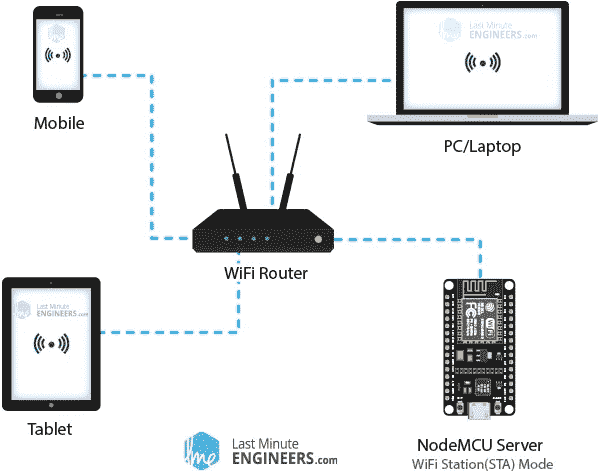 Last Minute
ENGINEERS.com
Mobile
PC/Laptop
WiFi Router
Last Minute
ENGINEERS.com
Tablet
NodeMCU Server
WiFi Station(STA) Mode
me
Last Minute
ENGINEERS.com